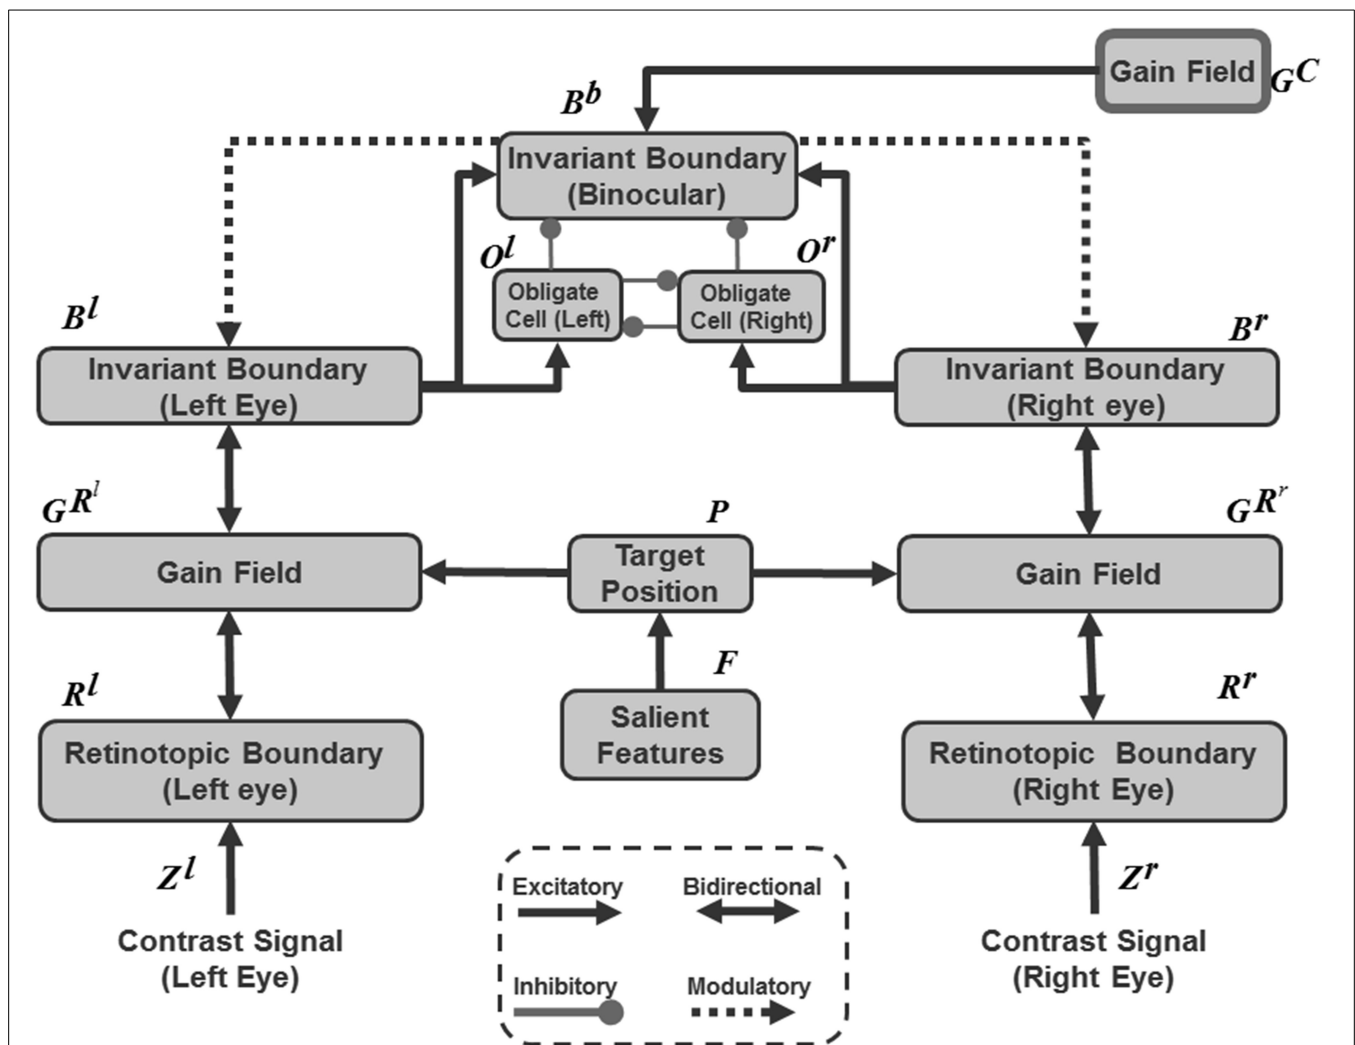 Gain Field
G^C
B^b
Invariant Boundary
(Binocular)
O^l
O^r
Obligate
Cell (Left)
Obligate
Cell (Right)
B^l
Invariant Boundary
(Left Eye)
B^r
Invariant Boundary
(Right eye)
G^{R^l}
Gain Field
P
Target
Position
G^{R^r}
Gain Field
F
Salient
Features
R^l
Retinotopic Boundary
(Left eye)
R^r
Retinotopic Boundary
(Right Eye)
Z^l
Contrast Signal
(Left Eye)
Z^r
Contrast Signal
(Right Eye)
Excitatory
Bidirectional
Inhibitory
Modulatory